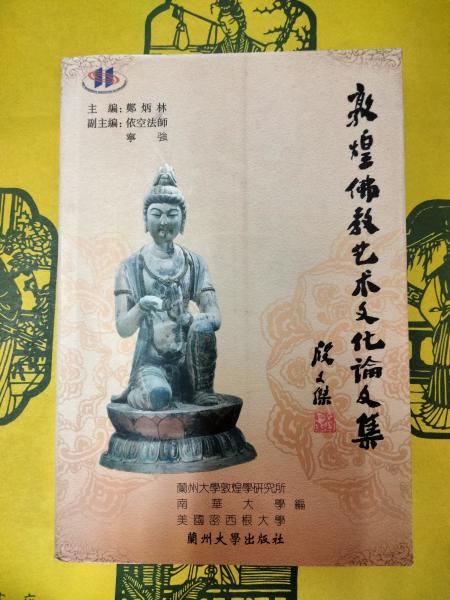 敦煌佛教艺术文化論文集
段文傑
主 編：鄭炳林
副主編：依空法師
寧 強
蘭州大學敦煌學研究所
南華大學編
美國密西根大學
蘭州大學出版社